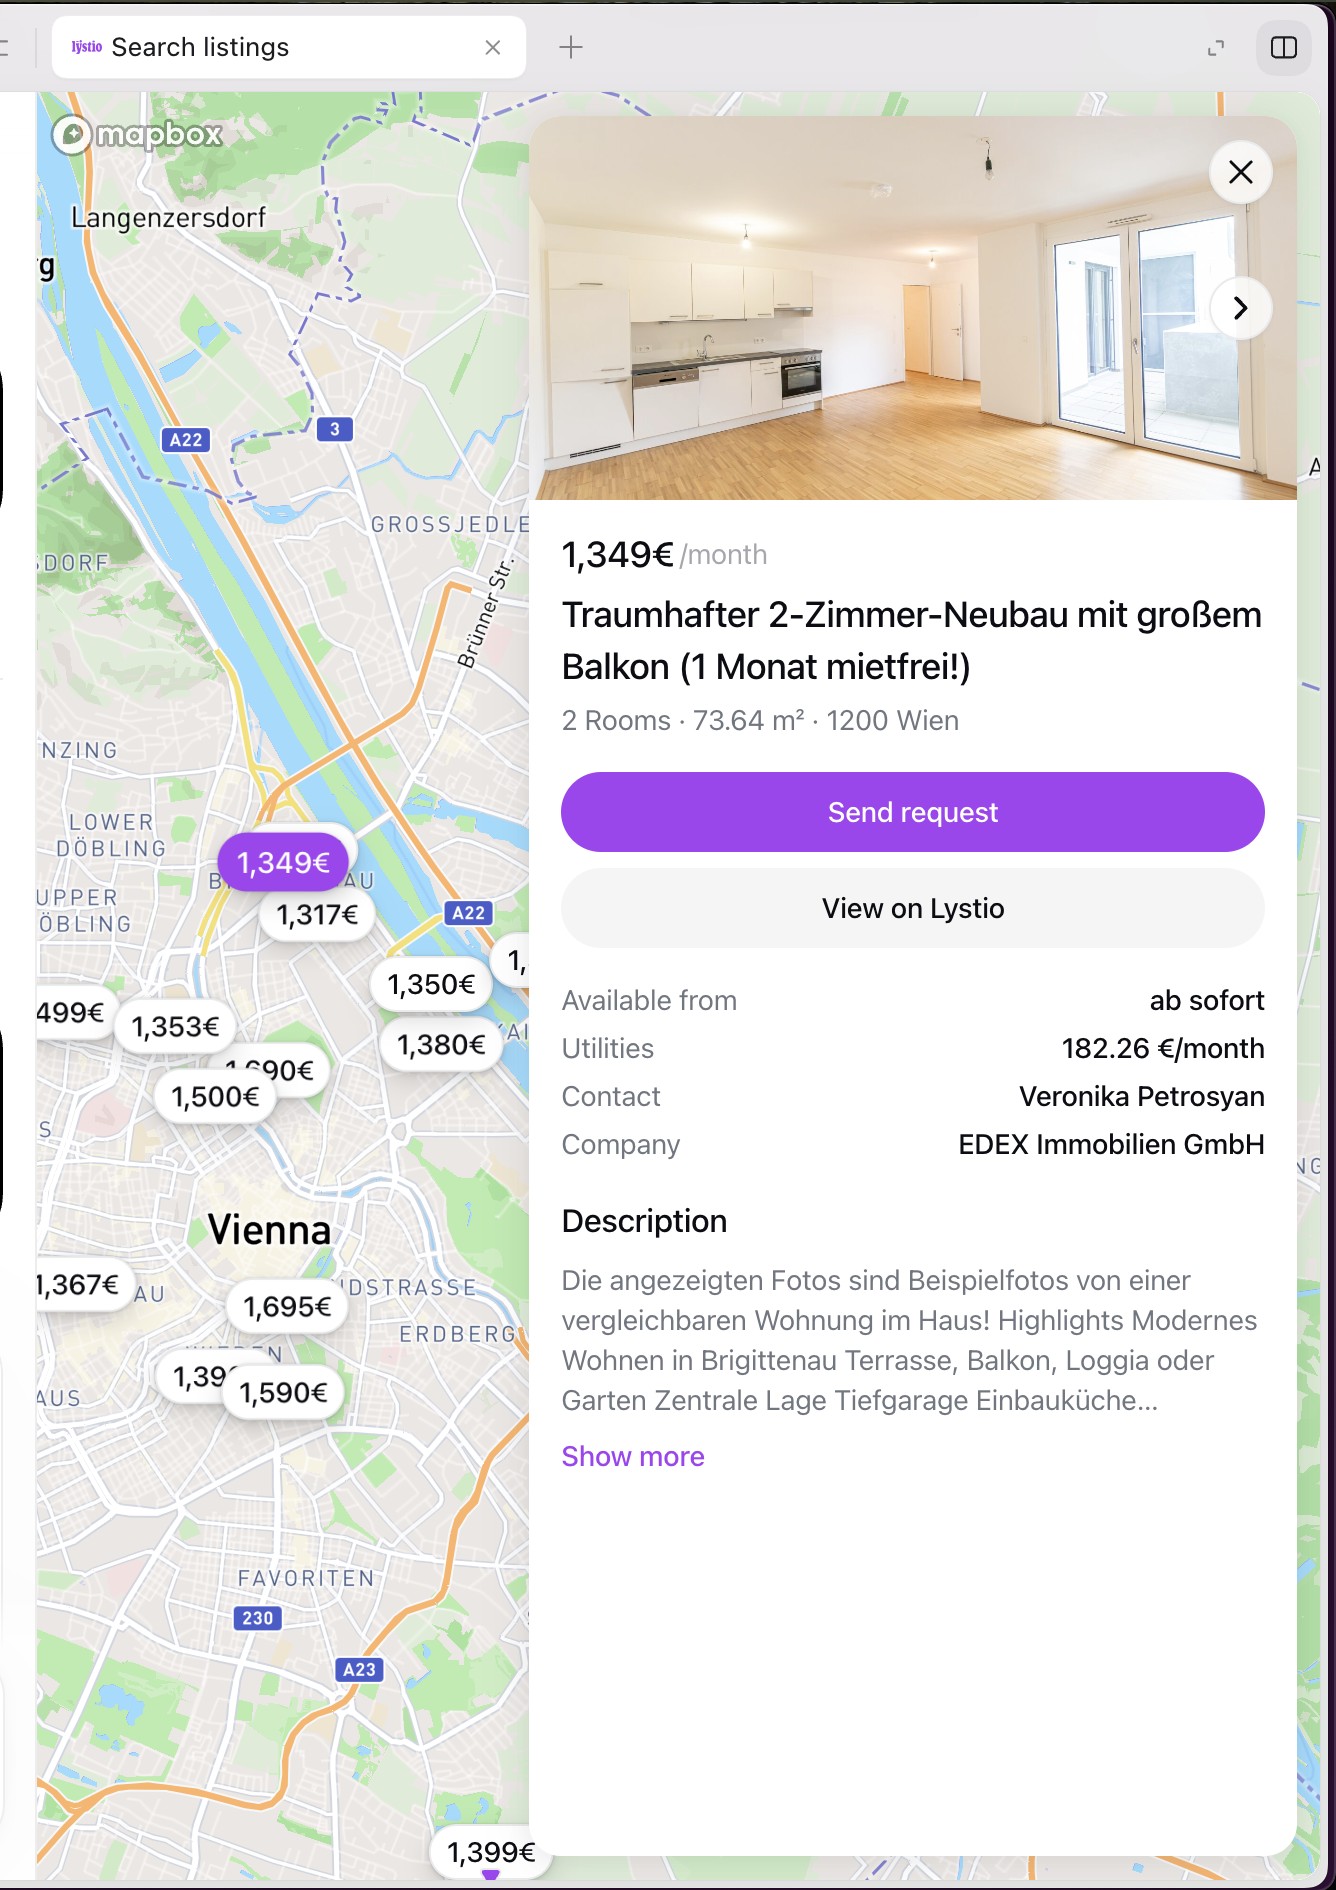 lystio Search listings
mapbox
Langenzersdorf
A22
3
GROSSJEDLE
DORF
Brünner Str.
NZING
LOWER
DÖBLING
1,349€
UPPER
ÖBLING
1,317€
A22
1,350€
499€
1,353€
1,380€
1,500€
Vienna
1,367€
1,695€
DSTRASSE
ERDBERG
1,590€
AUS
FAVORITEN
230
A23
1,399€
1,349€ /month
Traumhafter 2-Zimmer-Neubau mit großem
Balkon (1 Monat mietfrei!)
2 Rooms · 73.64 m² · 1200 Wien
Send request
View on Lystio
Available from ab sofort
Utilities 182.26 €/month
Contact Veronika Petrosyan
Company EDEX Immobilien GmbH
Description
Die angezeigten Fotos sind Beispielfotos von einer
vergleichbaren Wohnung im Haus! Highlights Modernes
Wohnen in Brigittenau Terrasse, Balkon, Loggia oder
Garten Zentrale Lage Tiefgarage Einbauküche...
Show more